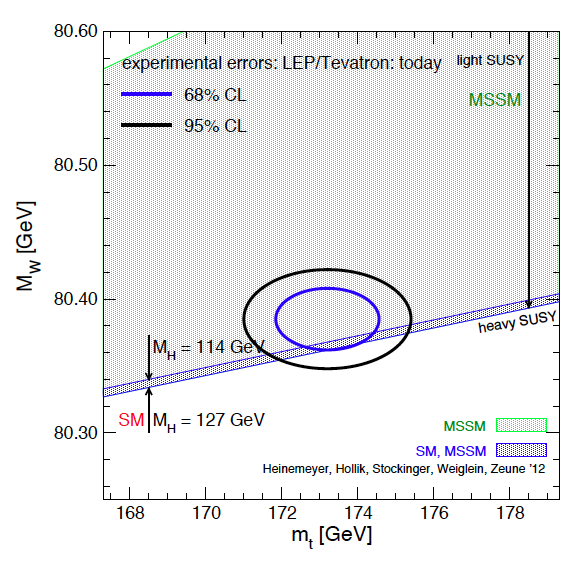 80.60
experimental errors: LEP/Tevatron: today
light SUSY
68% CL
MSSM
95% CL
80.50
M_W [GeV]
80.40
heavy SUSY
M_H = 114 GeV
SM M_H = 127 GeV
80.30
MSSM
SM, MSSM
Heinemeyer, Hollik, Stockinger, Weiglein, Zeune '12
168 170 172 174 176 178
m_t [GeV]